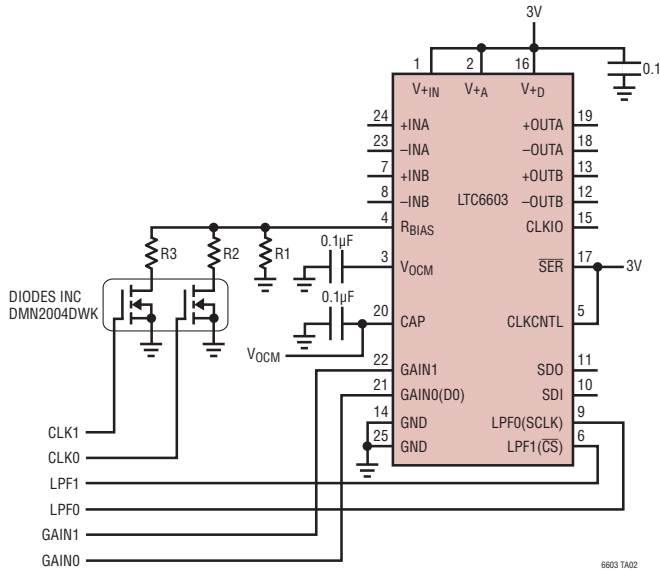 3V
0.1
1
2
16
V+IN
V+A
V+D
24
+INA
+OUTA
19
23
–INA
–OUTA
18
7
+INB
+OUTB
13
8
–INB
LTC6603
–OUTB
12
4
RBIAS
CLKIO
15
R3
R2
R1
0.1µF
3
VOCM
SER
17
3V
DIODES INC
DMN2004DWK
0.1µF
20
CAP
CLKCNTL
5
VOCM
22
GAIN1
SDO
11
21
GAIN0(D0)
SDI
10
14
GND
LPF0(SCLK)
9
25
GND
LPF1(CS)
6
CLK1
CLK0
LPF1
LPF0
GAIN1
GAIN0
6603 TA02